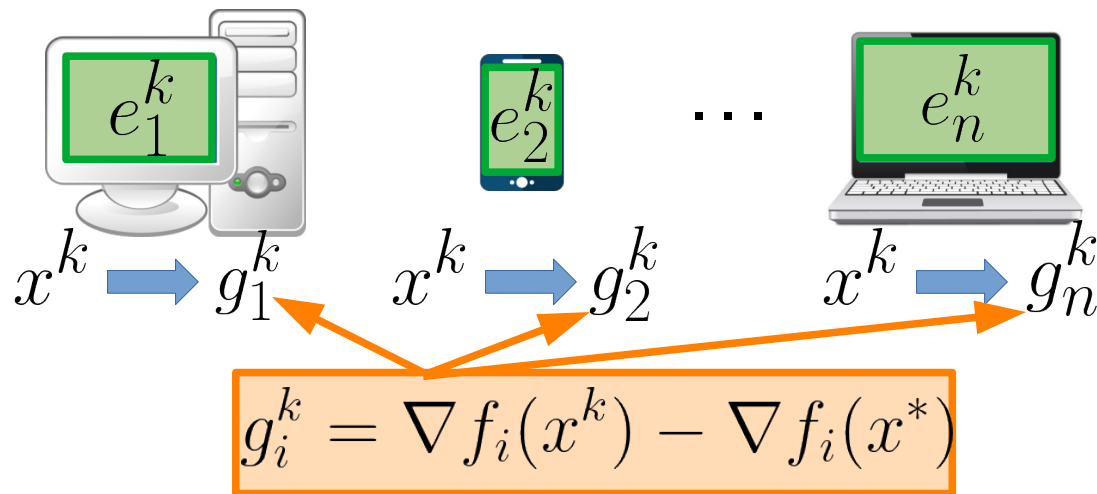 e_1^k e_2^k ... e_n^k
x^k g_1^k x^k g_2^k x^k g_n^k
g_i^k = ∇f_i(x^k) − ∇f_i(x^*)